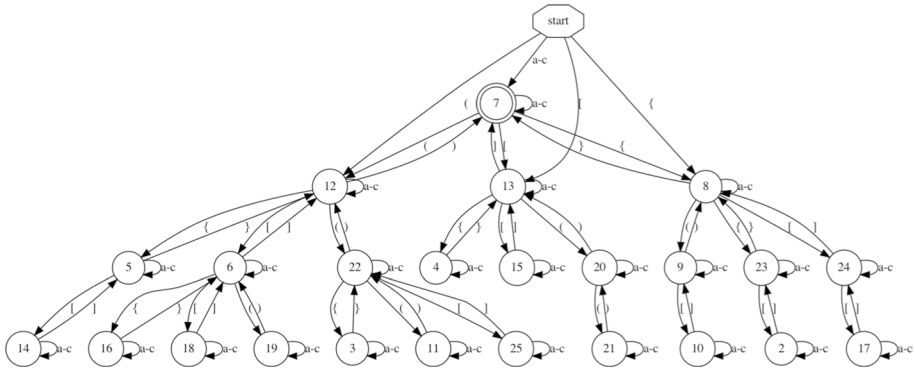 start
a-c
( 7 a-c [ {
( ) ] [ } {
12 a-c 13 a-c 8 a-c
{ } [ ] ( ) { } [ ] ( ) ( ) { } [ ]
5 a-c 6 a-c 22 a-c 4 a-c 15 a-c 20 a-c 9 a-c 23 a-c 24 a-c
[ ] { } [ ] ( ) { } ( ) [ ] ( ) [ ] [ ] [ ]
14 a-c 16 a-c 18 a-c 19 a-c 3 a-c 11 a-c 25 a-c 21 a-c 10 a-c 2 a-c 17 a-c